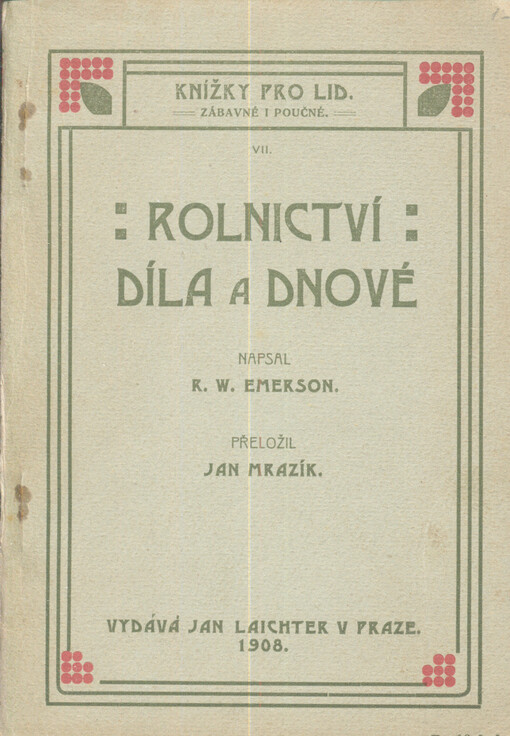 KNÍŽKY PRO LID.
ZÁBAVNÉ I POUČNÉ.
VII.
ROLNICTVÍ
DÍLA A DNOVÉ
NAPSAL
R. W. EMERSON.
PŘELOŽIL
JAN MRAZÍK.
VYDÁVÁ JAN LAICHTER V PRAZE.
1908.